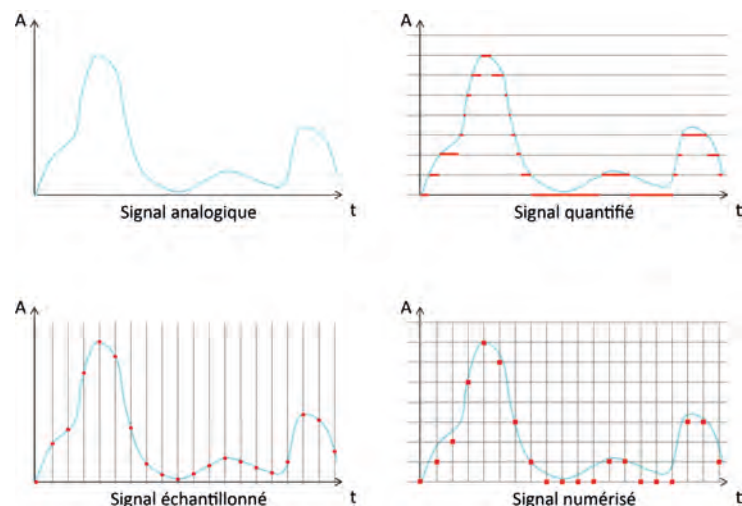 A
t
Signal analogique
A
t
Signal quantifié
A
t
Signal échantillonné
A
t
Signal numérisé